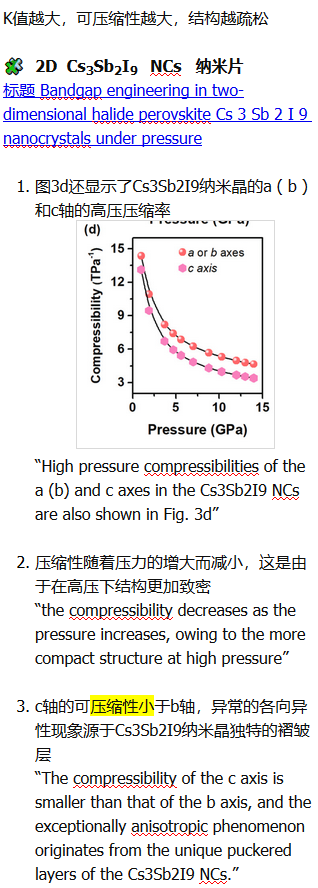 K值越大，可压缩性越大，结构越疏松
2D Cs3Sb2I9 NCs 纳米片
标题 Bandgap engineering in two-
dimensional halide perovskite Cs 3 Sb 2 I 9
nanocrystals under pressure
1. 图3d还显示了Cs3Sb2I9纳米晶的a（b）
和c轴的高压压缩率
(d)
a or b axes
c axis
Compressibility (TPa⁻¹)
15
12
9
6
3
0 5 10 15
Pressure (GPa)
“High pressure compressibilities of the
a (b) and c axes in the Cs3Sb2I9 NCs
are also shown in Fig. 3d”
2. 压缩性随着压力的增大而减小，这是由
于在高压下结构更加致密
“the compressibility decreases as the
pressure increases, owing to the more
compact structure at high pressure”
3. c轴的可压缩性小于b轴，异常的各向异
性现象源于Cs3Sb2I9纳米晶独特的褶皱
层
“The compressibility of the c axis is
smaller than that of the b axis, and the
exceptionally anisotropic phenomenon
originates from the unique puckered
layers of the Cs3Sb2I9 NCs.”